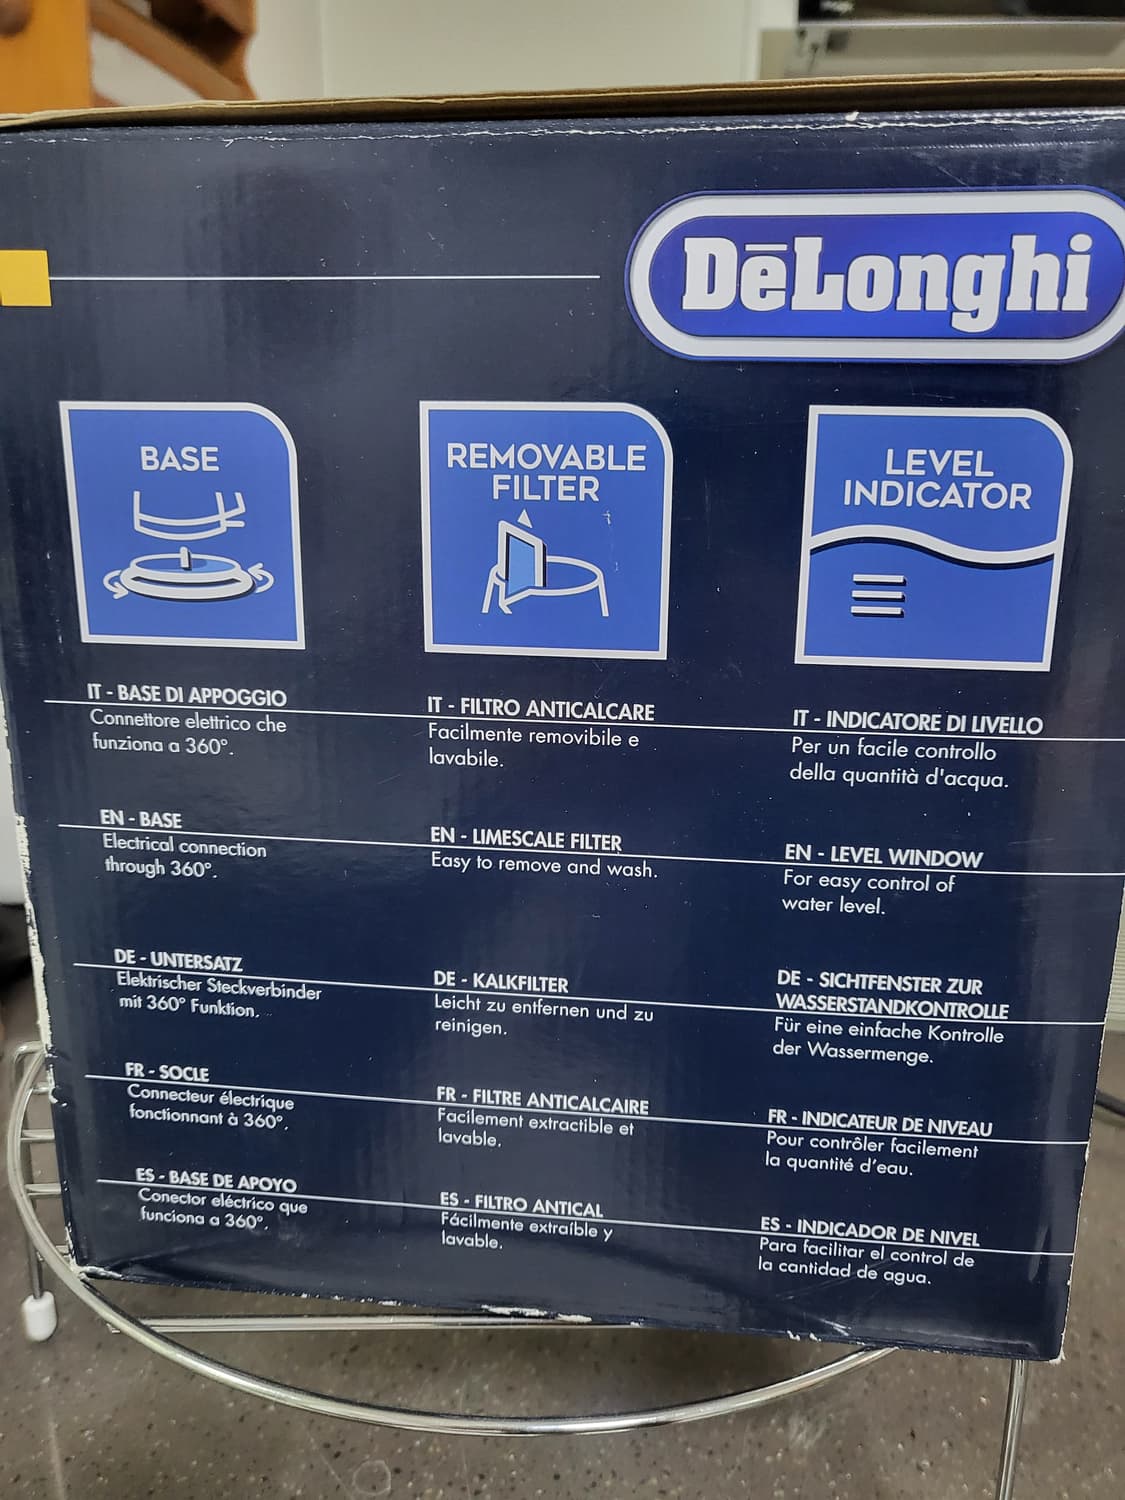 DēLonghi
BASE
REMOVABLE
FILTER
LEVEL
INDICATOR
IT - BASE DI APPOGGIO
Connettore elettrico che
funziona a 360°.
EN - BASE
Electrical connection
through 360°.
DE - UNTERSATZ
Elektrischer Steckverbinder
mit 360° Funktion.
FR - SOCLE
Connecteur électrique
fonctionnant à 360°.
ES - BASE DE APOYO
Conector eléctrico que
funciona a 360°.
IT - FILTRO ANTICALCARE
Facilmente removibile e
lavabile.
EN - LIMESCALE FILTER
Easy to remove and wash.
DE - KALKFILTER
Leicht zu entfernen und zu
reinigen.
FR - FILTRE ANTICALCAIRE
Facilement extractible et
lavable.
ES - FILTRO ANTICAL
Fácilmente extraíble y
lavable.
IT - INDICATORE DI LIVELLO
Per un facile controllo
della quantità d'acqua.
EN - LEVEL WINDOW
For easy control of
water level.
DE - SICHTFENSTER ZUR
WASSERSTANDKONTROLLE
Für eine einfache Kontrolle
der Wassermenge.
FR - INDICATEUR DE NIVEAU
Pour contrôler facilement
la quantité d'eau.
ES - INDICADOR DE NIVEL
Para facilitar el control de
la cantidad de agua.